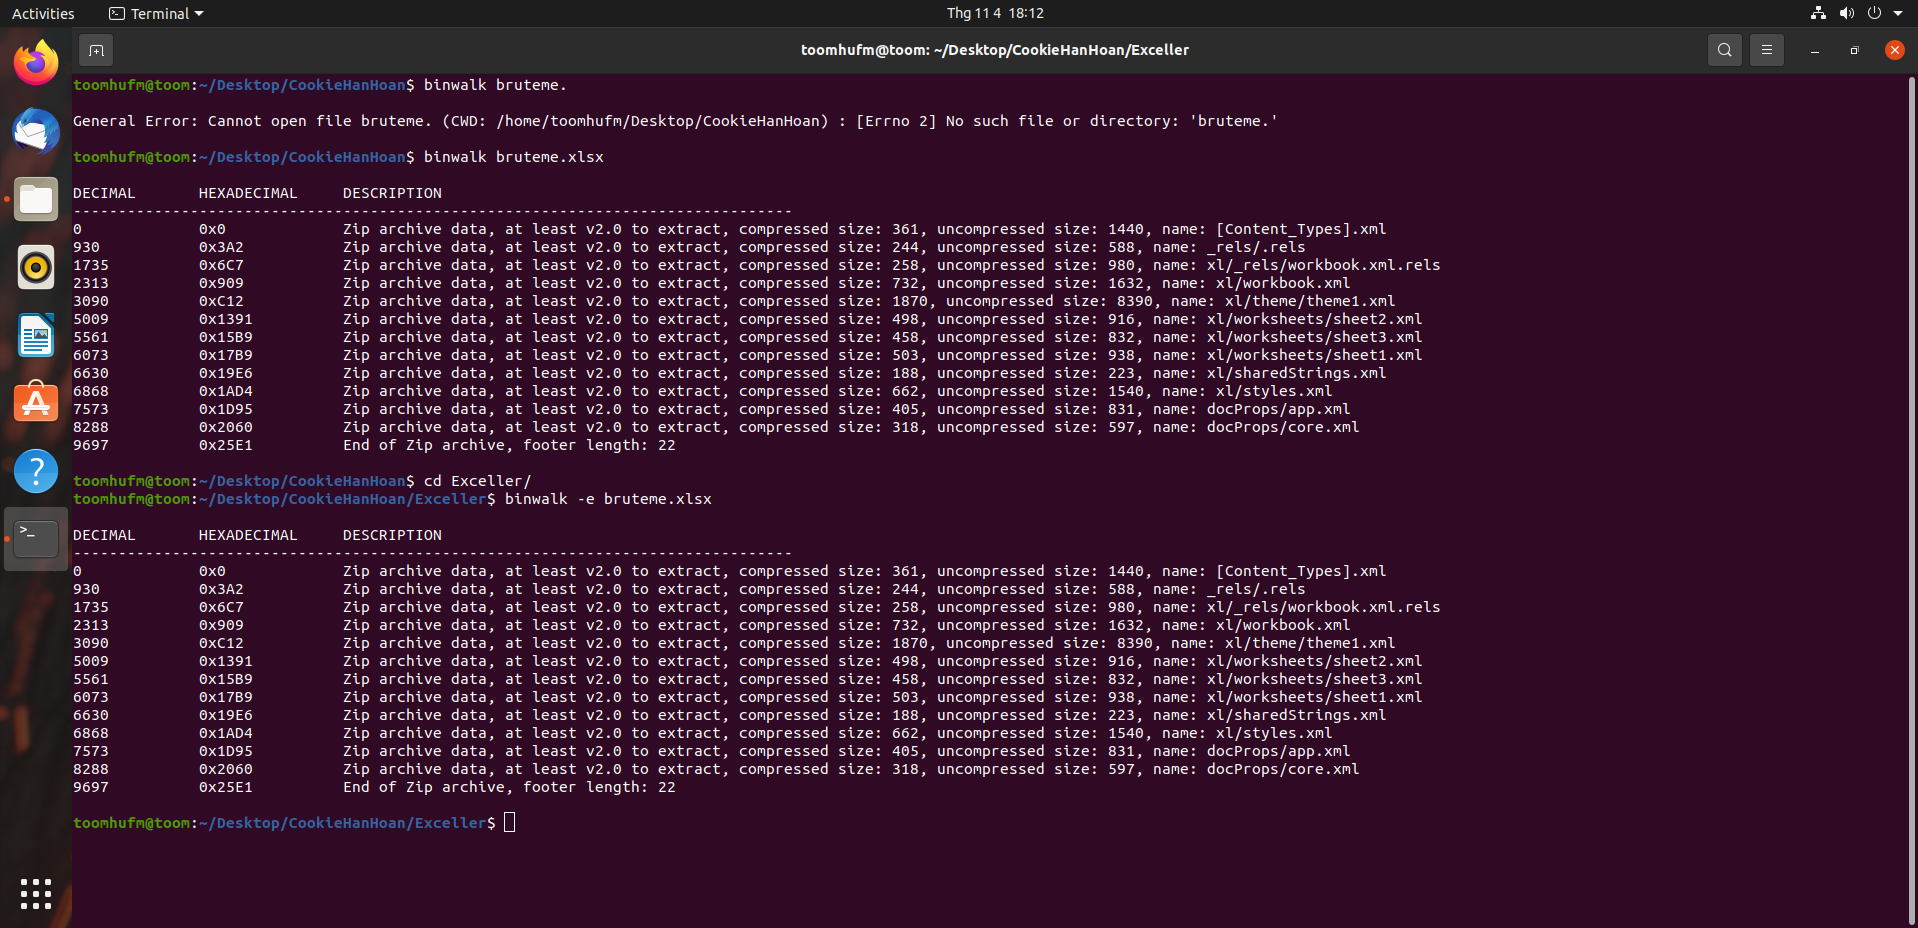 Activities
Terminal
Thg 11 4 18:12
toomhufm@toom: ~/Desktop/CookieHanHoan/Exceller
toomhufm@toom:~/Desktop/CookieHanHoan$ binwalk bruteme.
General Error: Cannot open file bruteme. (CWD: /home/toomhufm/Desktop/CookieHanHoan) : [Errno 2] No such file or directory: 'bruteme.'
toomhufm@toom:~/Desktop/CookieHanHoan$ binwalk bruteme.xlsx
DECIMAL       HEXADECIMAL     DESCRIPTION
--------------------------------------------------------------------------------
0             0x0             Zip archive data, at least v2.0 to extract, compressed size: 361, uncompressed size: 1440, name: [Content_Types].xml
930           0x3A2           Zip archive data, at least v2.0 to extract, compressed size: 244, uncompressed size: 588, name: _rels/.rels
1735          0x6C7           Zip archive data, at least v2.0 to extract, compressed size: 258, uncompressed size: 980, name: xl/_rels/workbook.xml.rels
2313          0x909           Zip archive data, at least v2.0 to extract, compressed size: 732, uncompressed size: 1632, name: xl/workbook.xml
3090          0xC12           Zip archive data, at least v2.0 to extract, compressed size: 1870, uncompressed size: 8390, name: xl/theme/theme1.xml
5009          0x1391          Zip archive data, at least v2.0 to extract, compressed size: 498, uncompressed size: 916, name: xl/worksheets/sheet2.xml
5561          0x15B9          Zip archive data, at least v2.0 to extract, compressed size: 458, uncompressed size: 832, name: xl/worksheets/sheet3.xml
6073          0x17B9          Zip archive data, at least v2.0 to extract, compressed size: 503, uncompressed size: 938, name: xl/worksheets/sheet1.xml
6630          0x19E6          Zip archive data, at least v2.0 to extract, compressed size: 188, uncompressed size: 223, name: xl/sharedStrings.xml
6868          0x1AD4          Zip archive data, at least v2.0 to extract, compressed size: 662, uncompressed size: 1540, name: xl/styles.xml
7573          0x1D95          Zip archive data, at least v2.0 to extract, compressed size: 405, uncompressed size: 831, name: docProps/app.xml
8288          0x2060          Zip archive data, at least v2.0 to extract, compressed size: 318, uncompressed size: 597, name: docProps/core.xml
9697          0x25E1          End of Zip archive, footer length: 22
toomhufm@toom:~/Desktop/CookieHanHoan$ cd Exceller/
toomhufm@toom:~/Desktop/CookieHanHoan/Exceller$ binwalk -e bruteme.xlsx
DECIMAL       HEXADECIMAL     DESCRIPTION
--------------------------------------------------------------------------------
0             0x0             Zip archive data, at least v2.0 to extract, compressed size: 361, uncompressed size: 1440, name: [Content_Types].xml
930           0x3A2           Zip archive data, at least v2.0 to extract, compressed size: 244, uncompressed size: 588, name: _rels/.rels
1735          0x6C7           Zip archive data, at least v2.0 to extract, compressed size: 258, uncompressed size: 980, name: xl/_rels/workbook.xml.rels
2313          0x909           Zip archive data, at least v2.0 to extract, compressed size: 732, uncompressed size: 1632, name: xl/workbook.xml
3090          0xC12           Zip archive data, at least v2.0 to extract, compressed size: 1870, uncompressed size: 8390, name: xl/theme/theme1.xml
5009          0x1391          Zip archive data, at least v2.0 to extract, compressed size: 498, uncompressed size: 916, name: xl/worksheets/sheet2.xml
5561          0x15B9          Zip archive data, at least v2.0 to extract, compressed size: 458, uncompressed size: 832, name: xl/worksheets/sheet3.xml
6073          0x17B9          Zip archive data, at least v2.0 to extract, compressed size: 503, uncompressed size: 938, name: xl/worksheets/sheet1.xml
6630          0x19E6          Zip archive data, at least v2.0 to extract, compressed size: 188, uncompressed size: 223, name: xl/sharedStrings.xml
6868          0x1AD4          Zip archive data, at least v2.0 to extract, compressed size: 662, uncompressed size: 1540, name: xl/styles.xml
7573          0x1D95          Zip archive data, at least v2.0 to extract, compressed size: 405, uncompressed size: 831, name: docProps/app.xml
8288          0x2060          Zip archive data, at least v2.0 to extract, compressed size: 318, uncompressed size: 597, name: docProps/core.xml
9697          0x25E1          End of Zip archive, footer length: 22
toomhufm@toom:~/Desktop/CookieHanHoan/Exceller$